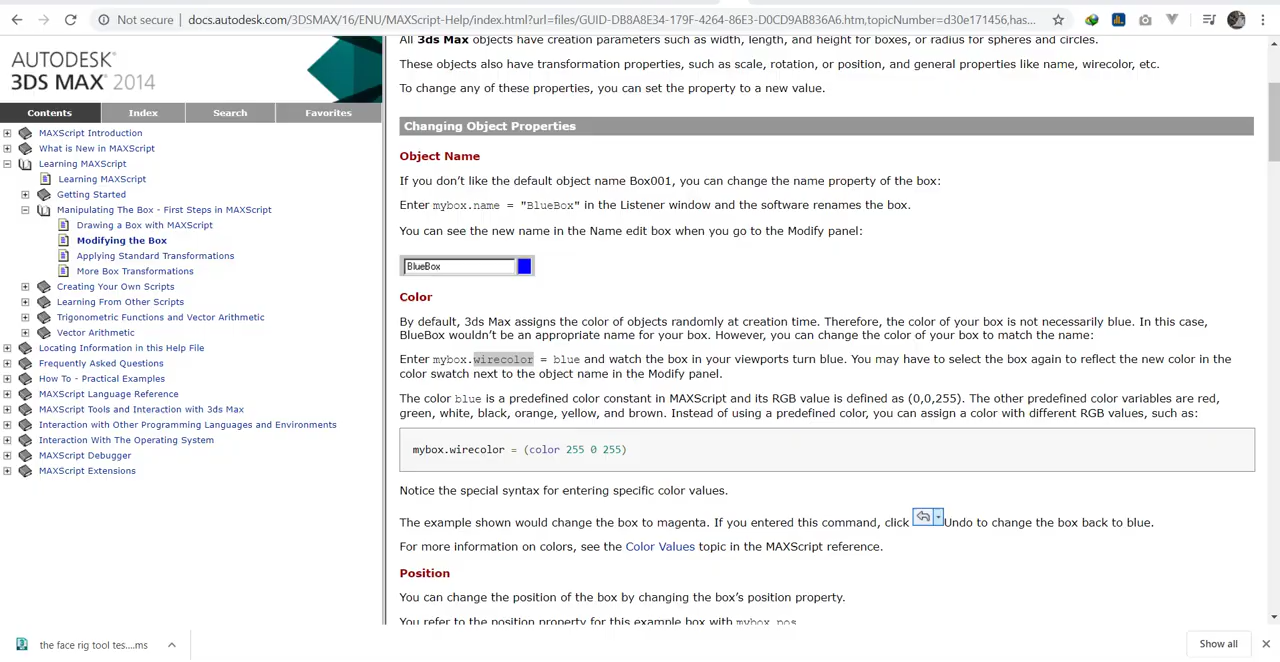 Not secure | docs.autodesk.com/3DSMAX/16/ENU/MAXScript-Help/index.html?url=files/GUID-DB8A8E34-179F-4264-86E3-D0CD9AB836A6.htm,topicNumber=d30e171456,has...
AUTODESK®
3DS MAX® 2014
Contents Index Search Favorites
MAXScript Introduction
What is New in MAXScript
Learning MAXScript
Learning MAXScript
Getting Started
Manipulating The Box - First Steps in MAXScript
Drawing a Box with MAXScript
Modifying the Box
Applying Standard Transformations
More Box Transformations
Creating Your Own Scripts
Learning From Other Scripts
Trigonometric Functions and Vector Arithmetic
Vector Arithmetic
Locating Information in this Help File
Frequently Asked Questions
How To - Practical Examples
MAXScript Language Reference
MAXScript Tools and Interaction with 3ds Max
Interaction with Other Programming Languages and Environments
Interaction With The Operating System
MAXScript Debugger
MAXScript Extensions
All 3ds Max objects have creation parameters such as width, length, and height for boxes, or radius for spheres and circles.
These objects also have transformation properties, such as scale, rotation, or position, and general properties like name, wirecolor, etc.
To change any of these properties, you can set the property to a new value.
Changing Object Properties
Object Name
If you don’t like the default object name Box001, you can change the name property of the box:
Enter mybox.name = "BlueBox" in the Listener window and the software renames the box.
You can see the new name in the Name edit box when you go to the Modify panel:
BlueBox
Color
By default, 3ds Max assigns the color of objects randomly at creation time. Therefore, the color of your box is not necessarily blue. In this case,
BlueBox wouldn’t be an appropriate name for your box. However, you can change the color of your box to match the name:
Enter mybox.wirecolor = blue and watch the box in your viewports turn blue. You may have to select the box again to reflect the new color in the
color swatch next to the object name in the Modify panel.
The color blue is a predefined color constant in MAXScript and its RGB value is defined as (0,0,255). The other predefined color variables are red,
green, white, black, orange, yellow, and brown. Instead of using a predefined color, you can assign a color with different RGB values, such as:
mybox.wirecolor = (color 255 0 255)
Notice the special syntax for entering specific color values.
The example shown would change the box to magenta. If you entered this command, click Undo to change the box back to blue.
For more information on colors, see the Color Values topic in the MAXScript reference.
Position
You can change the position of the box by changing the box’s position property.
You refer to the position property for this example box with mybox.pos
the face rig tool tes....ms
Show all